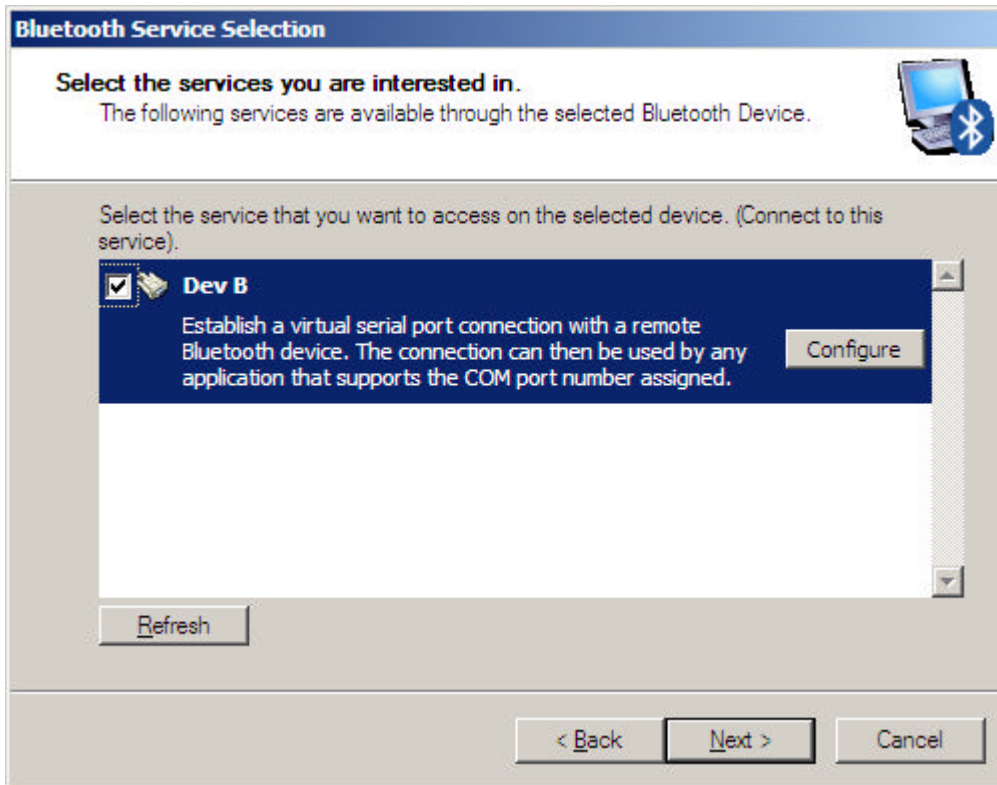 Bluetooth Service Selection
Select the services you are interested in.
The following services are available through the selected Bluetooth Device.
Select the service that you want to access on the selected device. (Connect to this
service).
Dev B
Establish a virtual serial port connection with a remote
Bluetooth device. The connection can then be used by any
application that supports the COM port number assigned.
Configure
Refresh
< Back
Next >
Cancel